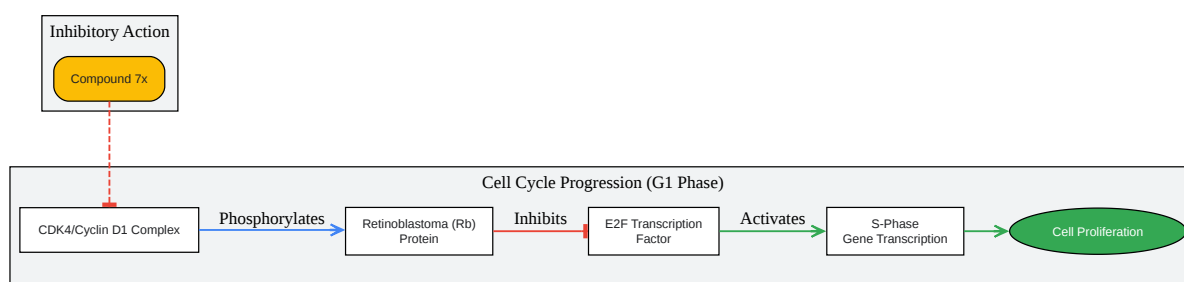 Inhibitory Action
Compound 7x
Cell Cycle Progression (G1 Phase)
CDK4/Cyclin D1 Complex
Phosphorylates
Retinoblastoma (Rb)
Protein
Inhibits
E2F Transcription
Factor
Activates
S-Phase
Gene Transcription
Cell Proliferation